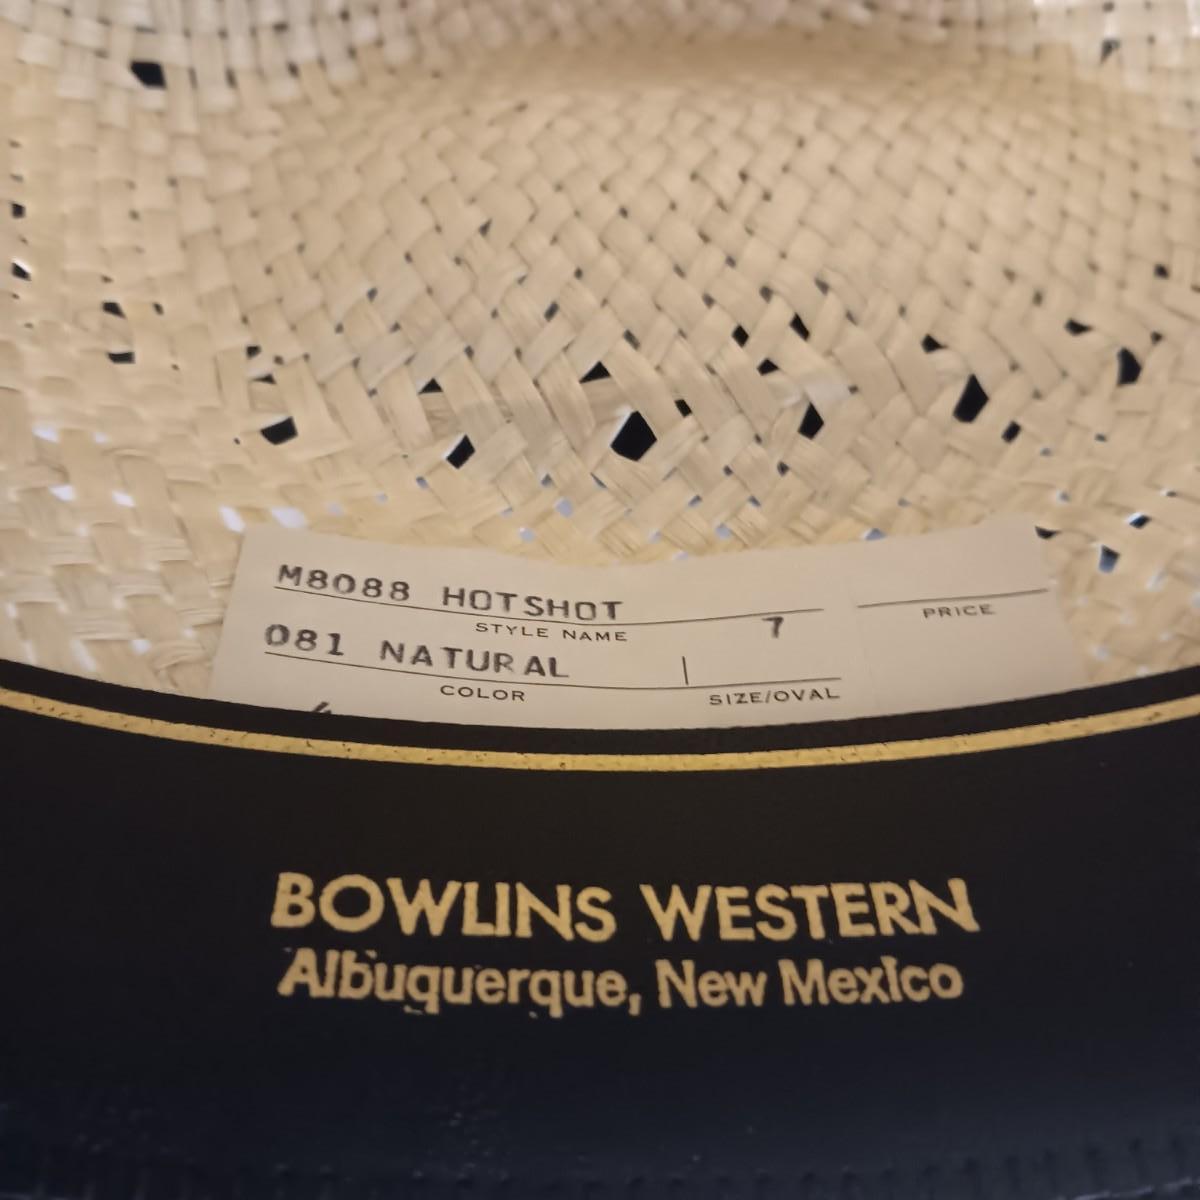 M8088 HOTSHOT
STYLE NAME
7
PRICE
081 NATURAL
COLOR
SIZE/OVAL
BOWLINS WESTERN
Albuquerque, New Mexico